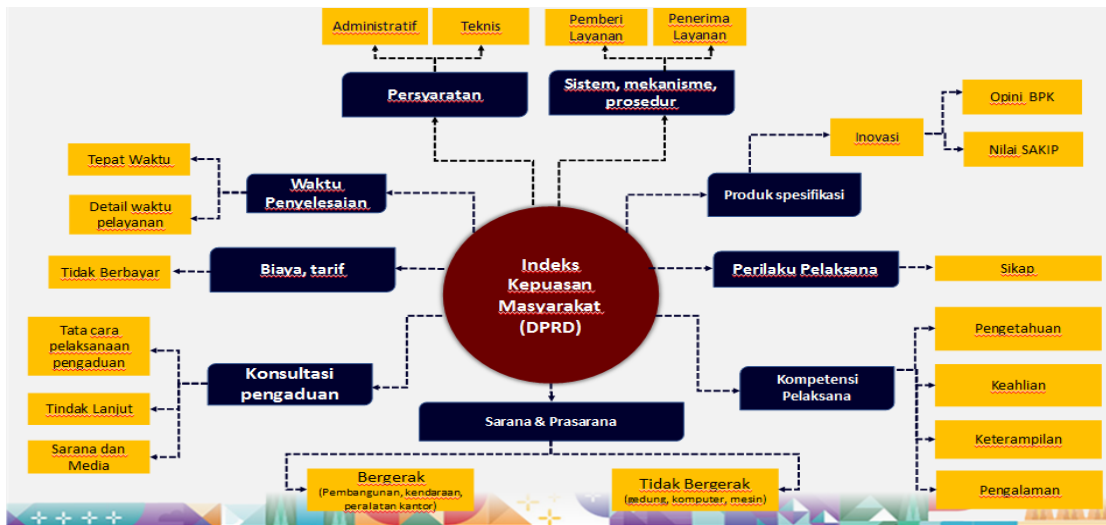 Administratif
Teknis
Pemberi
Layanan
Penerima
Layanan
Persyaratan
Sistem, mekanisme,
prosedur
Opini BPK
Inovasi
Nilai SAKIP
Tepat Waktu
Waktu
Penyelesaian
Detail waktu
pelayanan
Produk spesifikasi
Tidak Berbayar
Biaya, tarif
Indeks
Kepuasan
Masyarakat
(DPRD)
Perilaku Pelaksana
Sikap
Tata cara
pelaksanaan
pengaduan
Tindak Lanjut
Sarana dan
Media
Konsultasi
pengaduan
Kompetensi
Pelaksana
Pengetahuan
Keahlian
Keterampilan
Pengalaman
Sarana & Prasarana
Bergerak
(Pembangunan, kendaraan,
peralatan kantor)
Tidak Bergerak
(gedung, komputer, mesin)